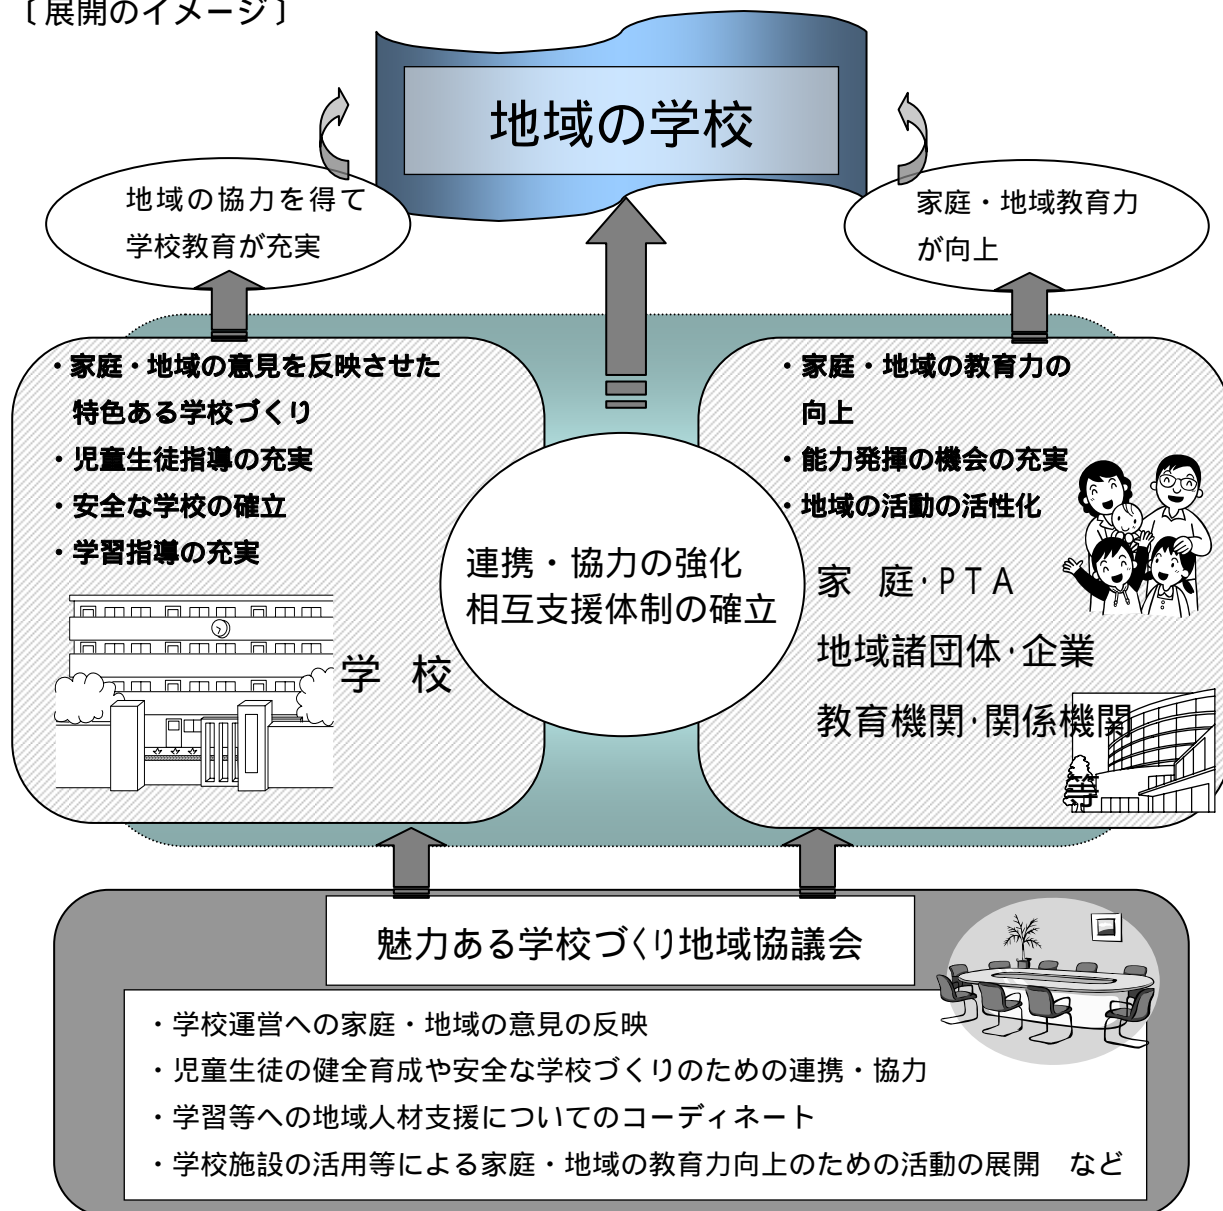 〔展開のイメージ〕
地域の学校
地域の協力を得て
学校教育が充実
家庭・地域教育力
が向上
・家庭・地域の意見を反映させた
特色ある学校づくり
・児童生徒指導の充実
・安全な学校の確立
・学習指導の充実
学 校
連携・協力の強化
相互支援体制の確立
・家庭・地域の教育力の
向上
・能力発揮の機会の充実
・地域の活動の活性化
家 庭・PTA
地域諸団体・企業
教育機関・関係機関
等
魅力ある学校づくり地域協議会
・学校運営への家庭・地域の意見の反映
・児童生徒の健全育成や安全な学校づくりのための連携・協力
・学習等への地域人材支援についてのコーディネート
・学校施設の活用等による家庭・地域の教育力向上のための活動の展開 など